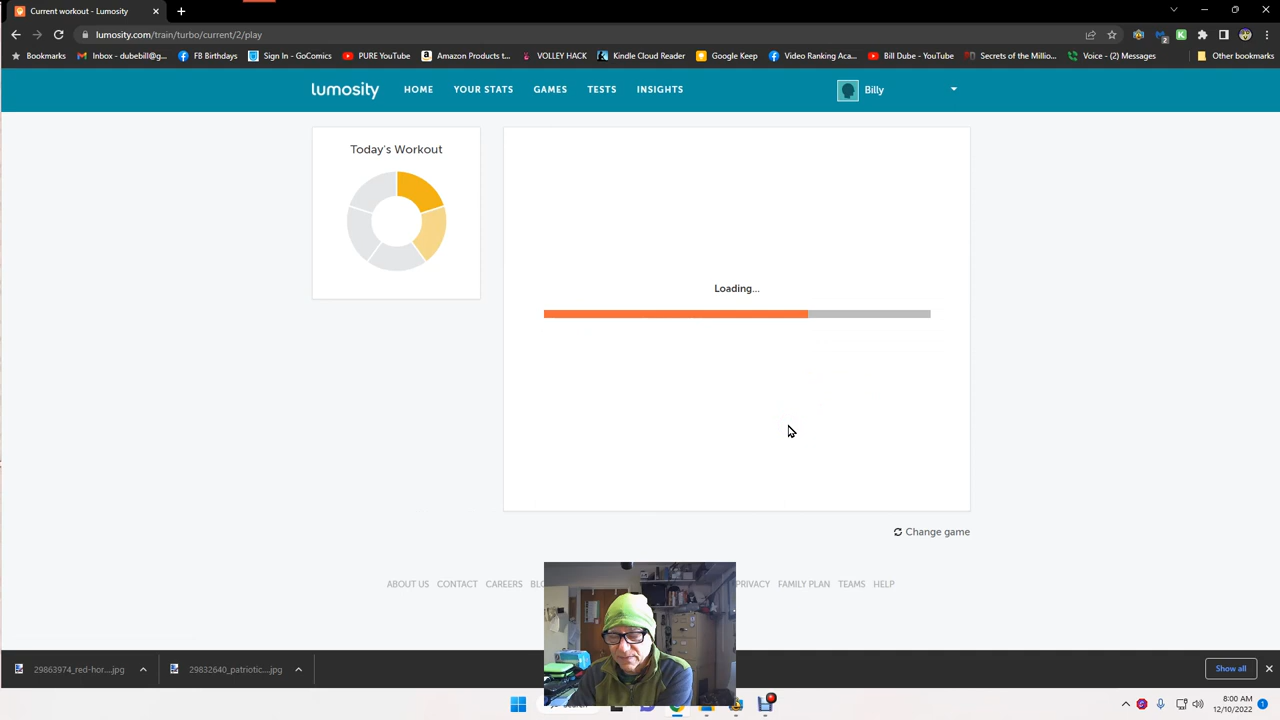 Current workout - Lumosity
lumosity.com/train/turbo/current/2/play
Bookmarks
Inbox - dubebill@g...
FB Birthdays
Sign In - GoComics
PURE YouTube
Amazon Products t...
VOLLEY HACK
Kindle Cloud Reader
Google Keep
Video Ranking Aca...
Bill Dube - YouTube
Secrets of the Millio...
Voice - (2) Messages
Other bookmarks
lumosity
HOME
YOUR STATS
GAMES
TESTS
INSIGHTS
Billy
Today's Workout
Loading...
Change game
ABOUT US
CONTACT
CAREERS
PRIVACY
FAMILY PLAN
TEAMS
HELP
29863974_red-hor....jpg
29832640_patriotic....jpg
Show all
8:00 AM
12/10/2022